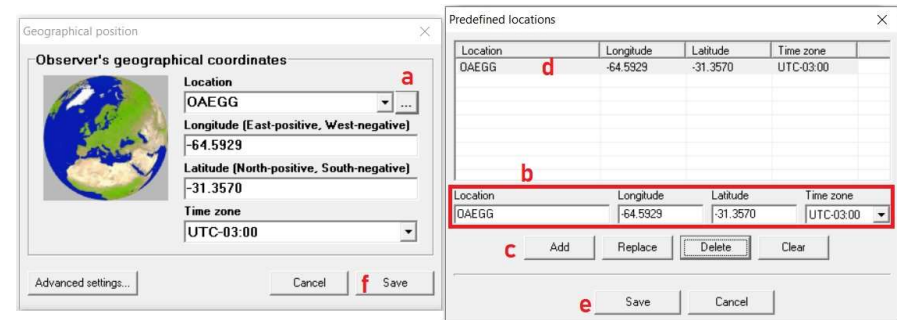 Geographical position
Observer's geographical coordinates
Location
a
OAEGG
...
Longitude (East-positive, West-negative)
-64.5929
Latitude (North-positive, South-negative)
-31.3570
Time zone
UTC-03:00
Advanced settings...
Cancel
f
Save
Predefined locations
Location Longitude Latitude Time zone
OAEGG d -64.5929 -31.3570 UTC-03:00
b
Location Longitude Latitude Time zone
OAEGG -64.5929 -31.3570 UTC-03:00
c Add Replace Delete Clear
e Save Cancel